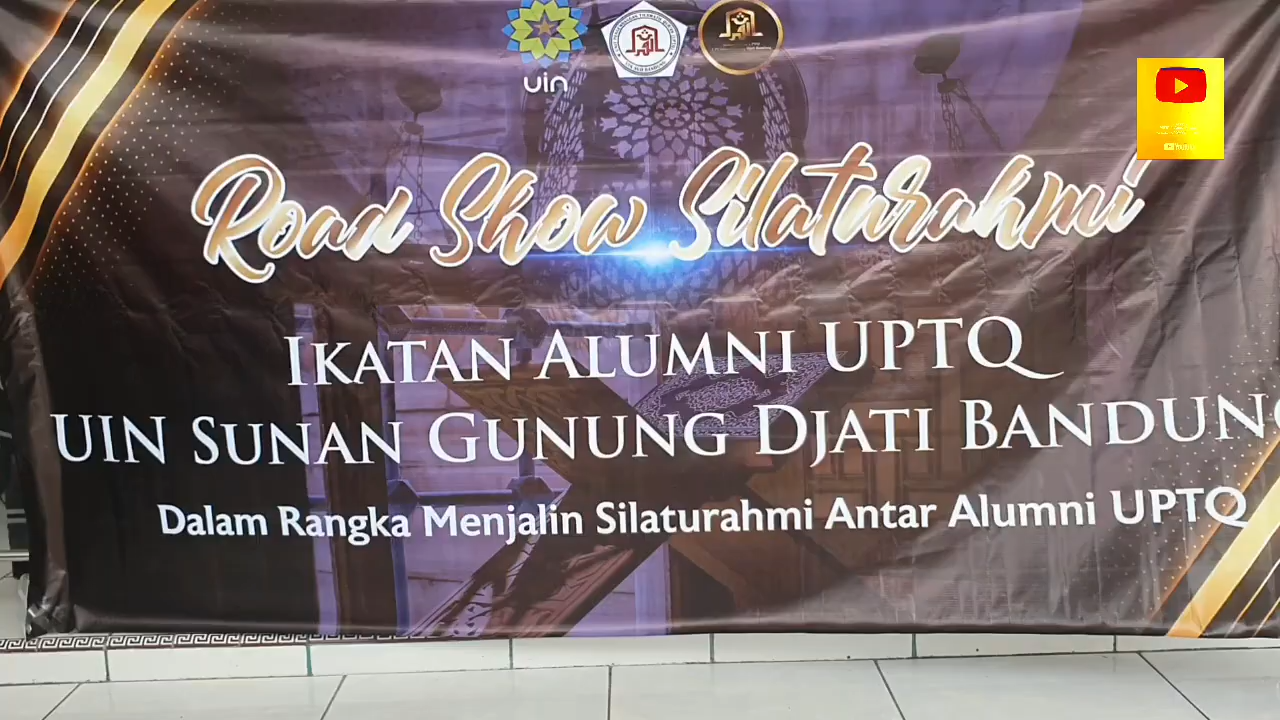 uin
Road Show Silaturahmi
IKATAN ALUMNI UPTQ
UIN SUNAN GUNUNG DJATI BANDUNG
Dalam Rangka Menjalin Silaturahmi Antar Alumni UPTQ